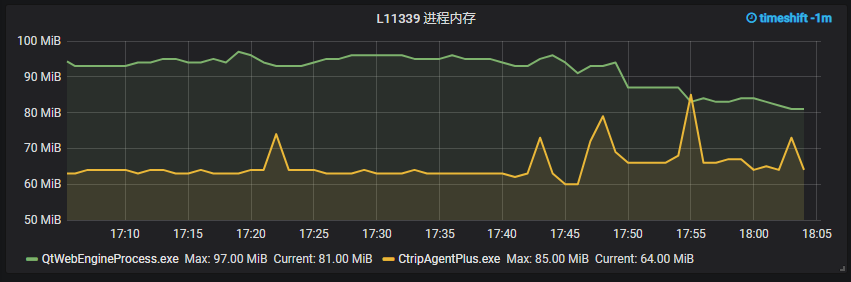 L11339 进程内存
timeshift -1m
100 MiB
90 MiB
80 MiB
70 MiB
60 MiB
50 MiB
17:10 17:15 17:20 17:25 17:30 17:35 17:40 17:45 17:50 17:55 18:00 18:05
QtWebEngineProcess.exe Max: 97.00 MiB Current: 81.00 MiB CtripAgentPlus.exe Max: 85.00 MiB Current: 64.00 MiB